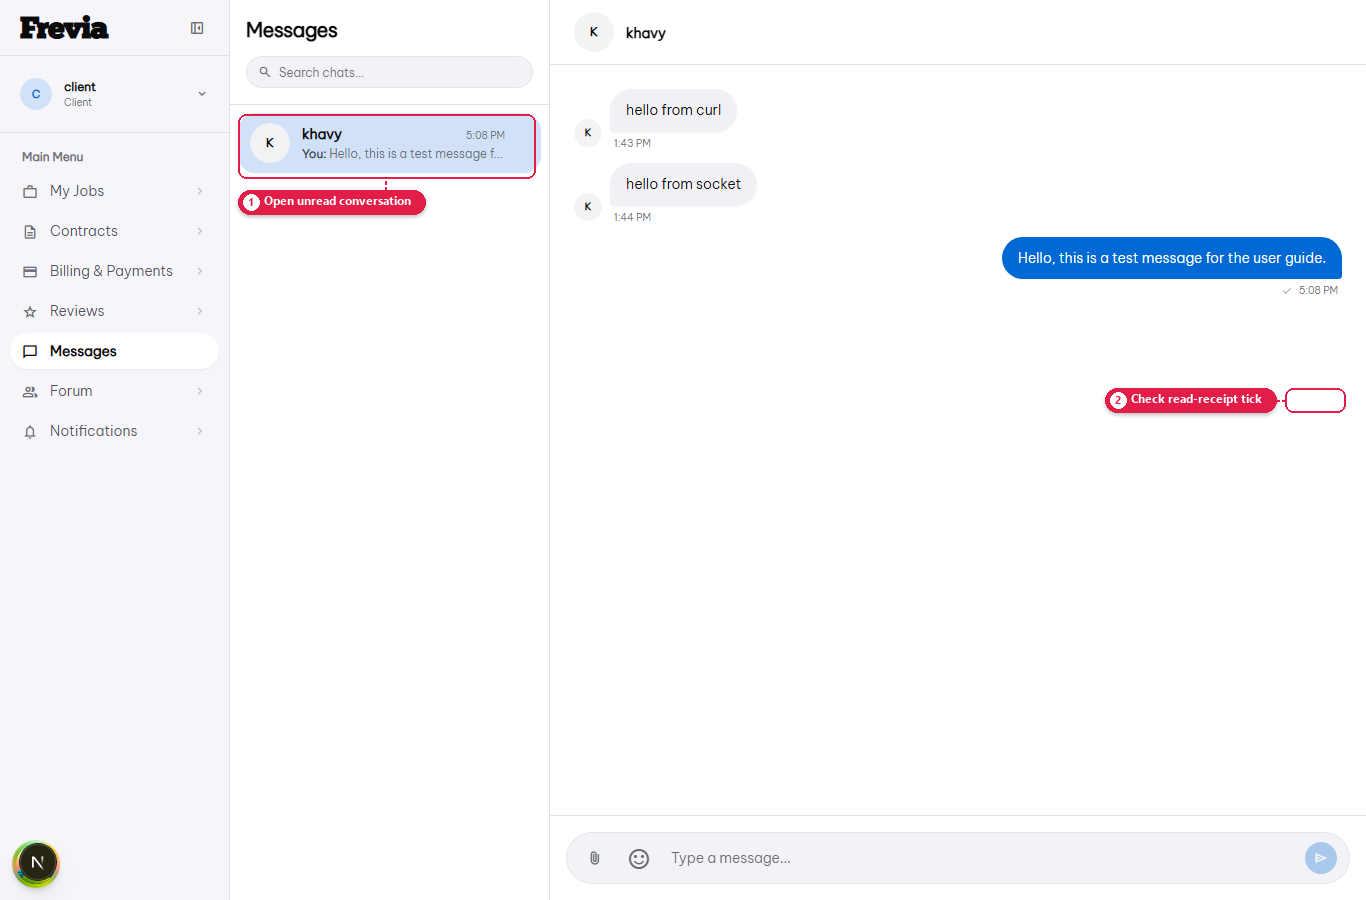 Frevia
C
client
Client
Main Menu
My Jobs
Contracts
Billing & Payments
Reviews
Messages
Forum
Notifications
N
Messages
Search chats...
K
khavy
5:08 PM
You: Hello, this is a test message f...
1 Open unread conversation
K
khavy
hello from curl
K
1:43 PM
hello from socket
K
1:44 PM
Hello, this is a test message for the user guide.
5:08 PM
2 Check read-receipt tick
Type a message...